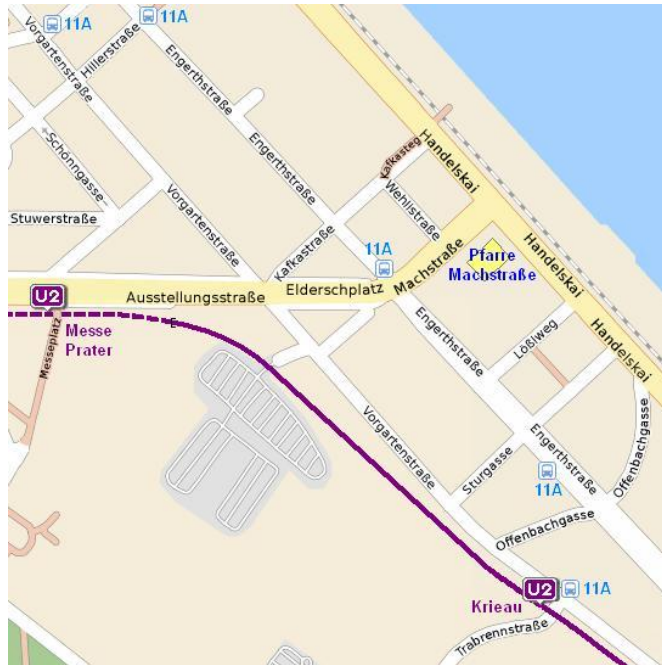 11A
11A
Vorgartenstraße
Hillerstraße
Engerthstraße
Handelskai
Kafkasteg
Schönngasse
Engerthstraße
Wehlistraße
Vorgartenstraße
Stuwerstraße
Kafkastraße
11A
Machstraße
Pfarre
Machstraße
Handelskai
U2
Ausstellungsstraße
Elderschplatz
Messe
Prater
E
Messeplatz
Engerthstraße
Lößlweg
Handelskai
Vorgartenstraße
Sturgasse
Engerthstraße
Offenbachgasse
11A
Offenbachgasse
U2
11A
Krieau
Trabrennstraße